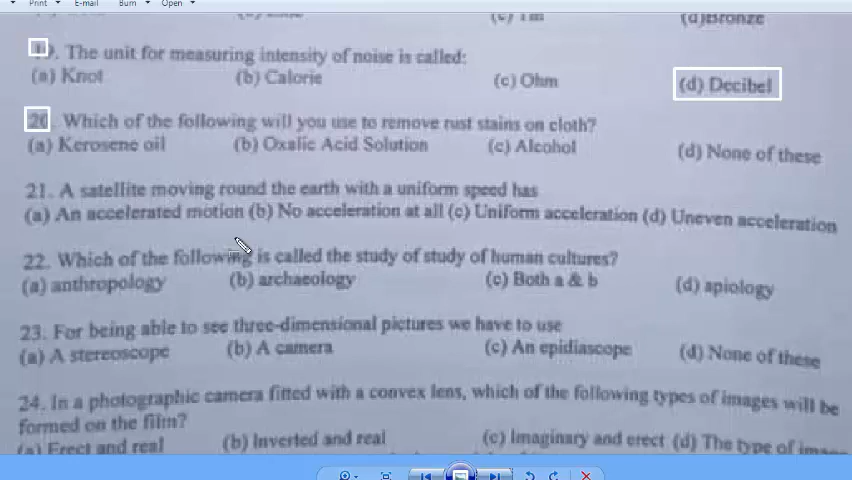 Print
E-mail
Burn
Open
(d)Bronze
. The unit for measuring intensity of noise is called:
(a) Knot (b) Calorie (c) Ohm (d) Decibel
20. Which of the following will you use to remove rust stains on cloth?
(a) Kerosene oil (b) Oxalic Acid Solution (c) Alcohol (d) None of these
21. A satellite moving round the earth with a uniform speed has
(a) An accelerated motion (b) No acceleration at all (c) Uniform acceleration (d) Uneven acceleration
22. Which of the following is called the study of study of human cultures?
(a) anthropology (b) archaeology (c) Both a & b (d) apiology
23. For being able to see three-dimensional pictures we have to use
(a) A stereoscope (b) A camera (c) An epidiascope (d) None of these
24. In a photographic camera fitted with a convex lens, which of the following types of images will be
formed on the film?
(a) Erect and real (b) Inverted and real (c) Imaginary and erect (d) The type of